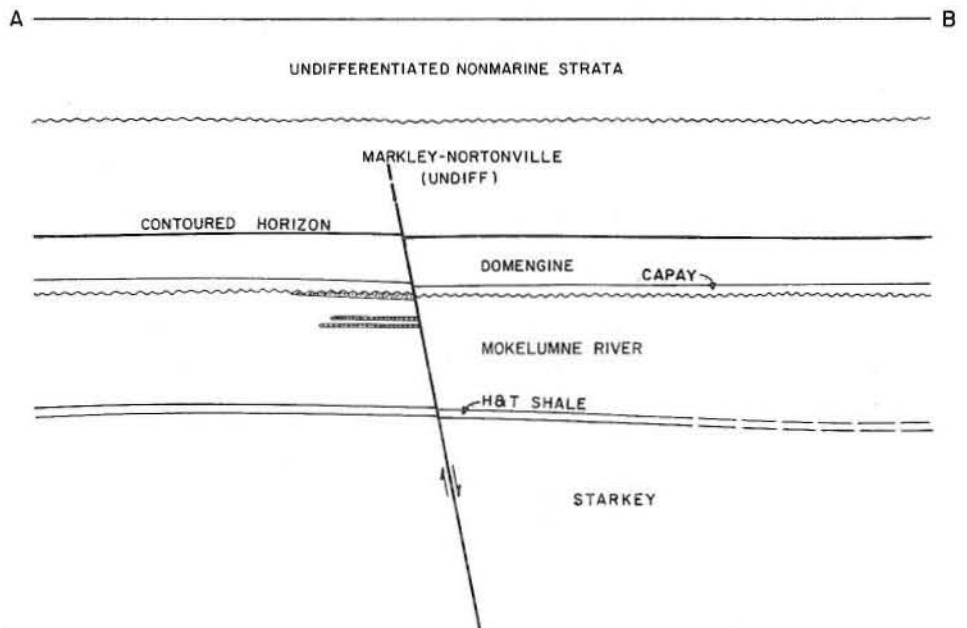 A
B
UNDIFFERENTIATED NONMARINE STRATA
MARKLEY-NORTONVILLE
(UNDIFF)
CONTOURED HORIZON
DOMENGINE
CAPAY
MOKELUMNE RIVER
H&T SHALE
STARKEY